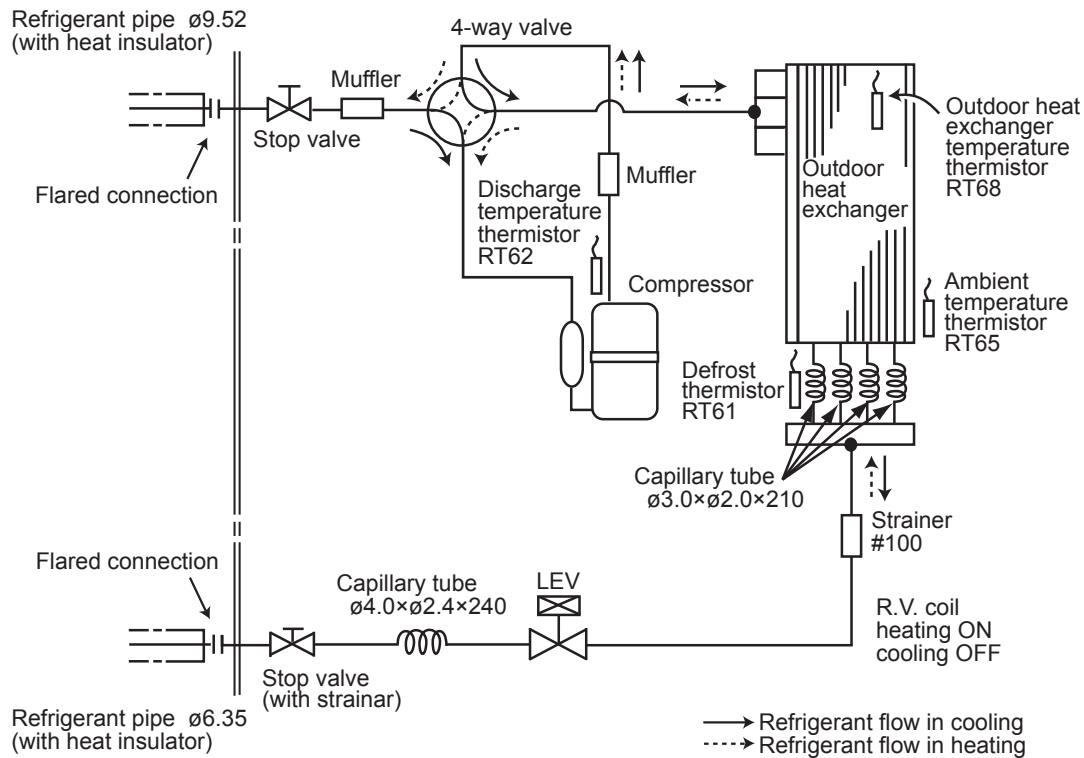 Refrigerant pipe ø9.52
(with heat insulator)
4-way valve
Muffler
Stop valve
Flared connection
Outdoor heat
exchanger
temperature
thermistor
RT68
Outdoor
heat
exchanger
Muffler
Discharge
temperature
thermistor
RT62
Compressor
Ambient
temperature
thermistor
RT65
Defrost
thermistor
RT61
Capillary tube
ø3.0×ø2.0×210
Strainer
#100
Flared connection
Capillary tube
ø4.0×ø2.4×240
LEV
R.V. coil
heating ON
cooling OFF
Stop valve
(with strainar)
Refrigerant pipe ø6.35
(with heat insulator)
Refrigerant flow in cooling
Refrigerant flow in heating